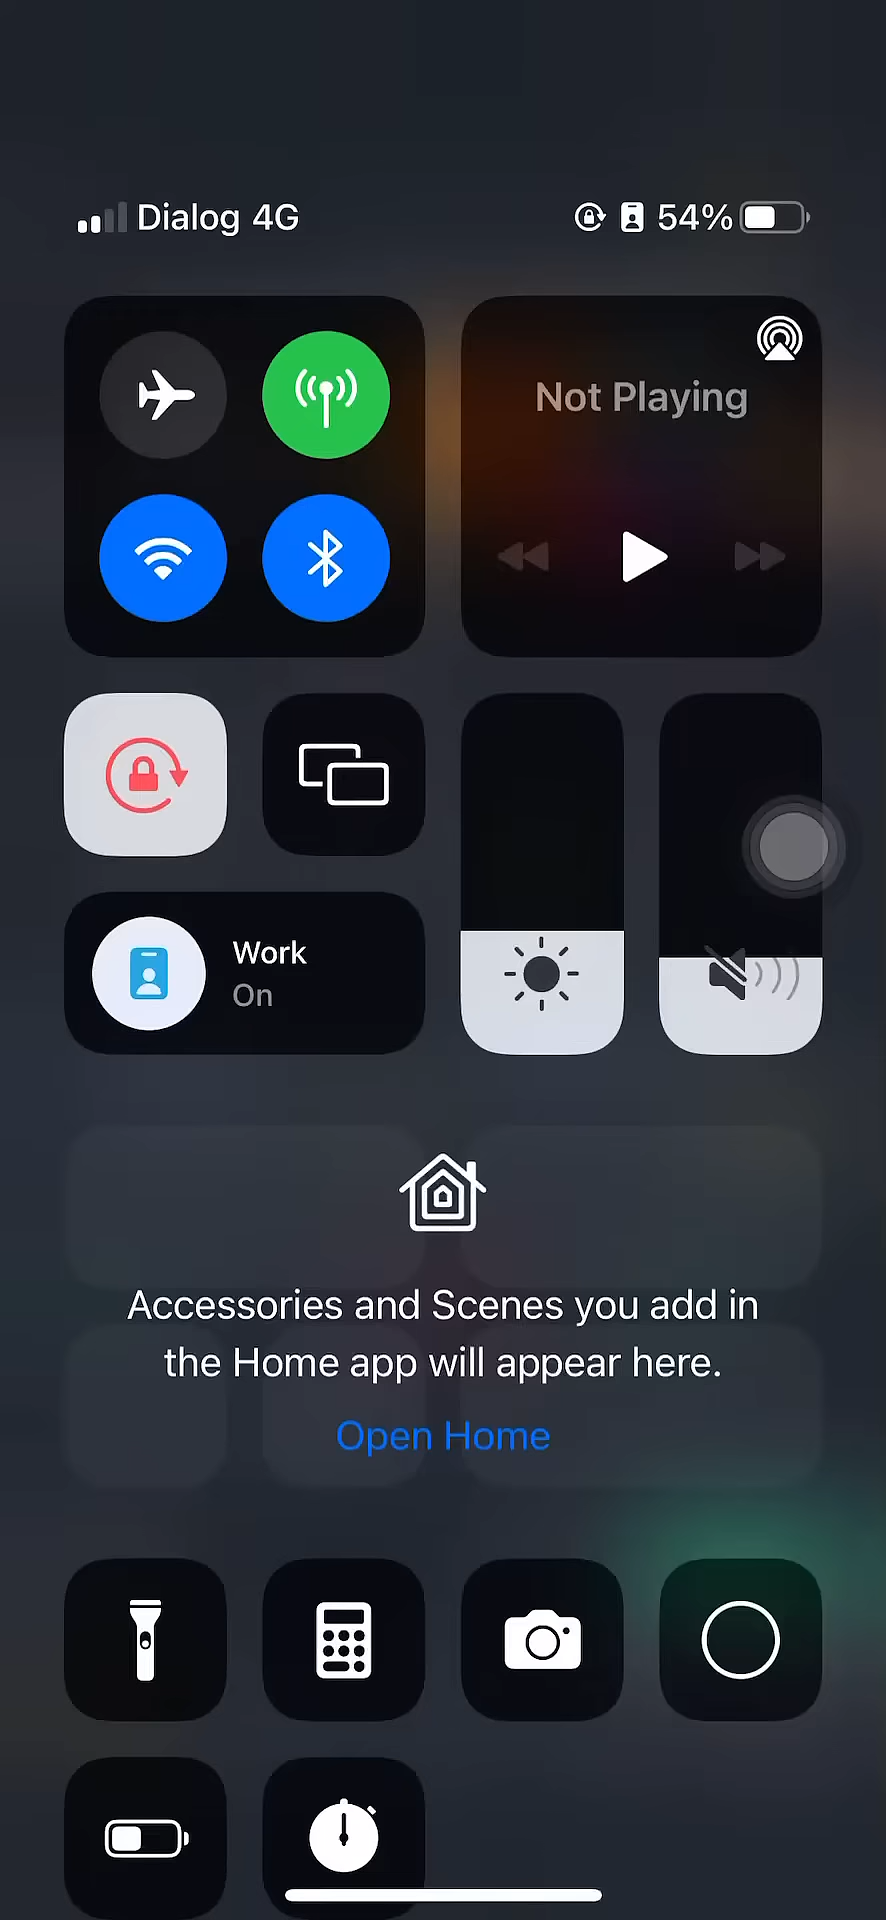 Dialog 4G
54%
Not Playing
Work
On
Accessories and Scenes you add in
the Home app will appear here.
Open Home